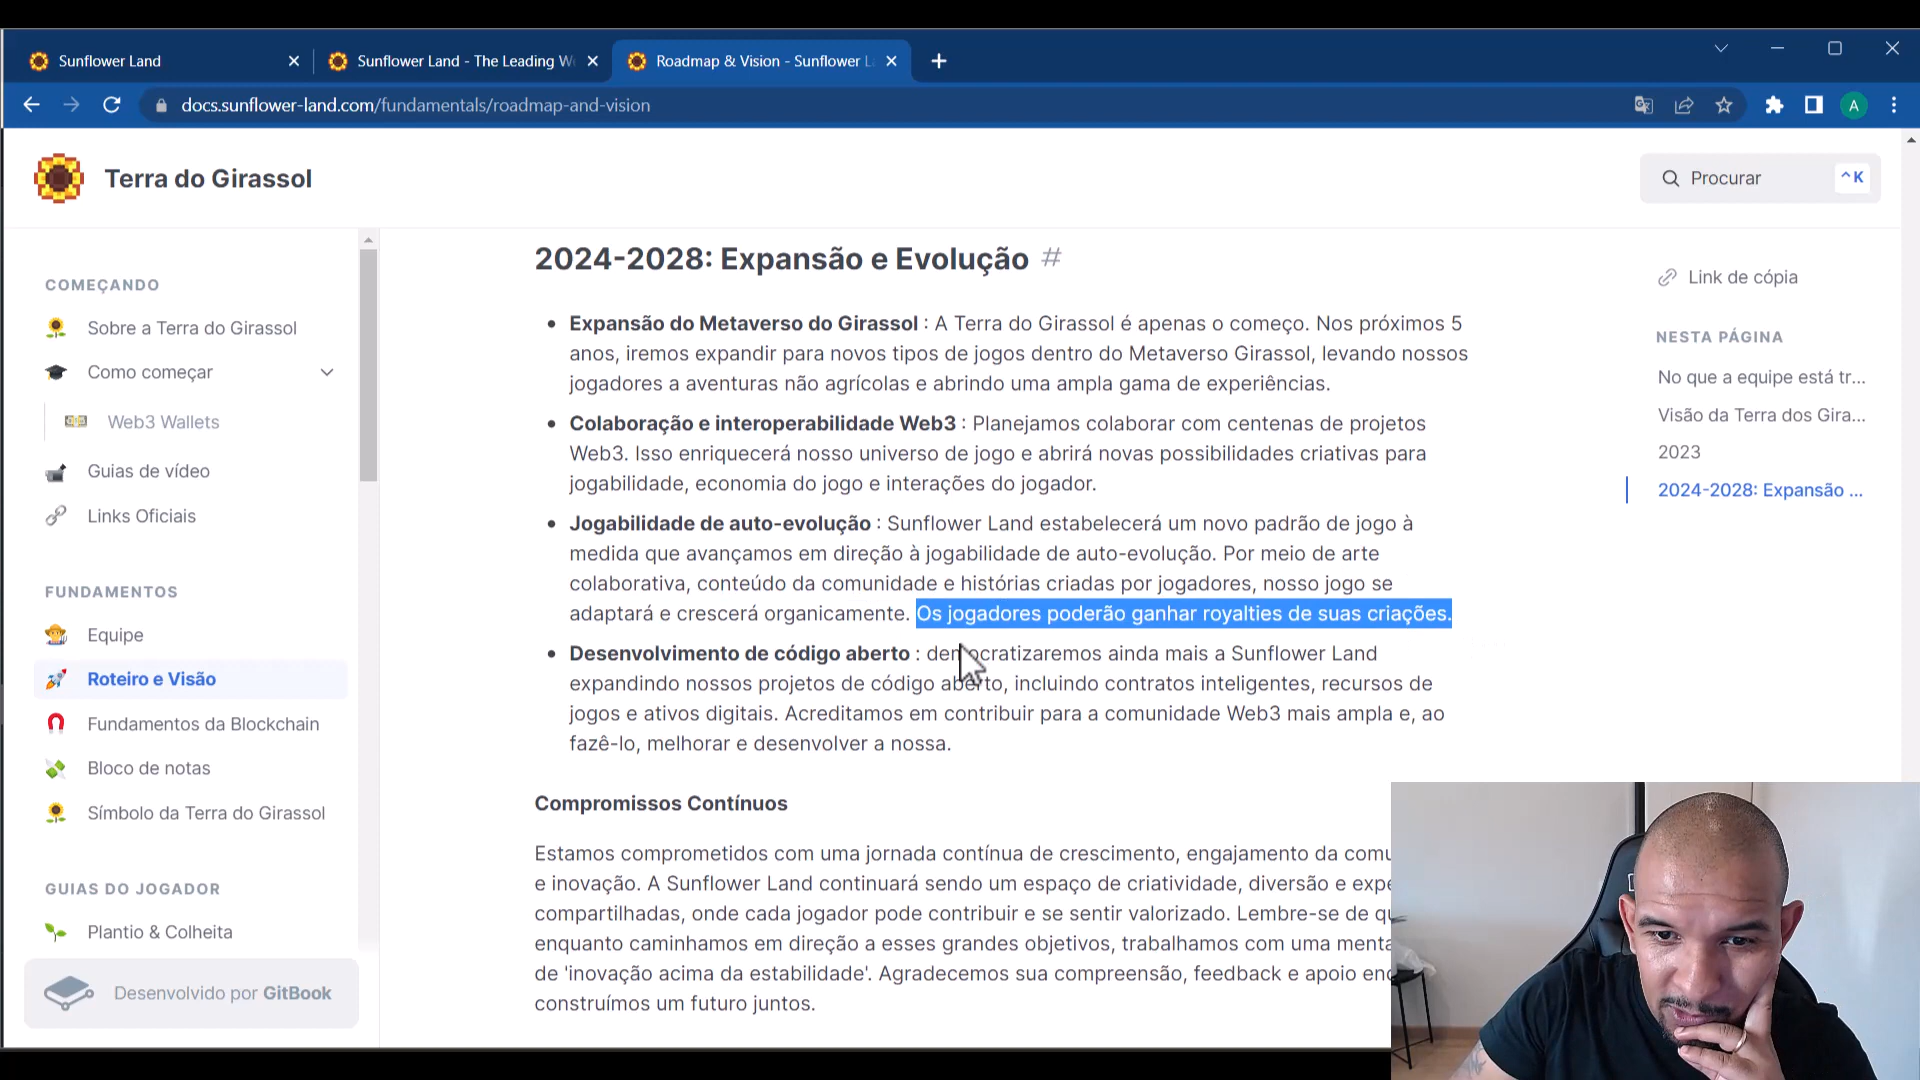 Sunflower Land
Sunflower Land - The Leading W
Roadmap & Vision - Sunflower L
docs.sunflower-land.com/fundamentals/roadmap-and-vision
A
Terra do Girassol
Procurar
^K
COMEÇANDO
Sobre a Terra do Girassol
Como começar
Web3 Wallets
Guias de vídeo
Links Oficiais
FUNDAMENTOS
Equipe
Roteiro e Visão
Fundamentos da Blockchain
Bloco de notas
Símbolo da Terra do Girassol
GUIAS DO JOGADOR
Plantio & Colheita
Desenvolvido por GitBook
2024-2028: Expansão e Evolução #
• Expansão do Metaverso do Girassol : A Terra do Girassol é apenas o começo. Nos próximos 5
anos, iremos expandir para novos tipos de jogos dentro do Metaverso Girassol, levando nossos
jogadores a aventuras não agrícolas e abrindo uma ampla gama de experiências.
• Colaboração e interoperabilidade Web3 : Planejamos colaborar com centenas de projetos
Web3. Isso enriquecerá nosso universo de jogo e abrirá novas possibilidades criativas para
jogabilidade, economia do jogo e interações do jogador.
• Jogabilidade de auto-evolução : Sunflower Land estabelecerá um novo padrão de jogo à
medida que avançamos em direção à jogabilidade de auto-evolução. Por meio de arte
colaborativa, conteúdo da comunidade e histórias criadas por jogadores, nosso jogo se
adaptará e crescerá organicamente. Os jogadores poderão ganhar royalties de suas criações.
• Desenvolvimento de código aberto : democratizaremos ainda mais a Sunflower Land
expandindo nossos projetos de código aberto, incluindo contratos inteligentes, recursos de
jogos e ativos digitais. Acreditamos em contribuir para a comunidade Web3 mais ampla e, ao
fazê-lo, melhorar e desenvolver a nossa.
Compromissos Contínuos
Estamos comprometidos com uma jornada contínua de crescimento, engajamento da comu
e inovação. A Sunflower Land continuará sendo um espaço de criatividade, diversão e expe
compartilhadas, onde cada jogador pode contribuir e se sentir valorizado. Lembre-se de qu
enquanto caminhamos em direção a esses grandes objetivos, trabalhamos com uma menta
de 'inovação acima da estabilidade'. Agradecemos sua compreensão, feedback e apoio enq
construímos um futuro juntos.
Link de cópia
NESTA PÁGINA
No que a equipe está tr...
Visão da Terra dos Gira...
2023
2024-2028: Expansão ...